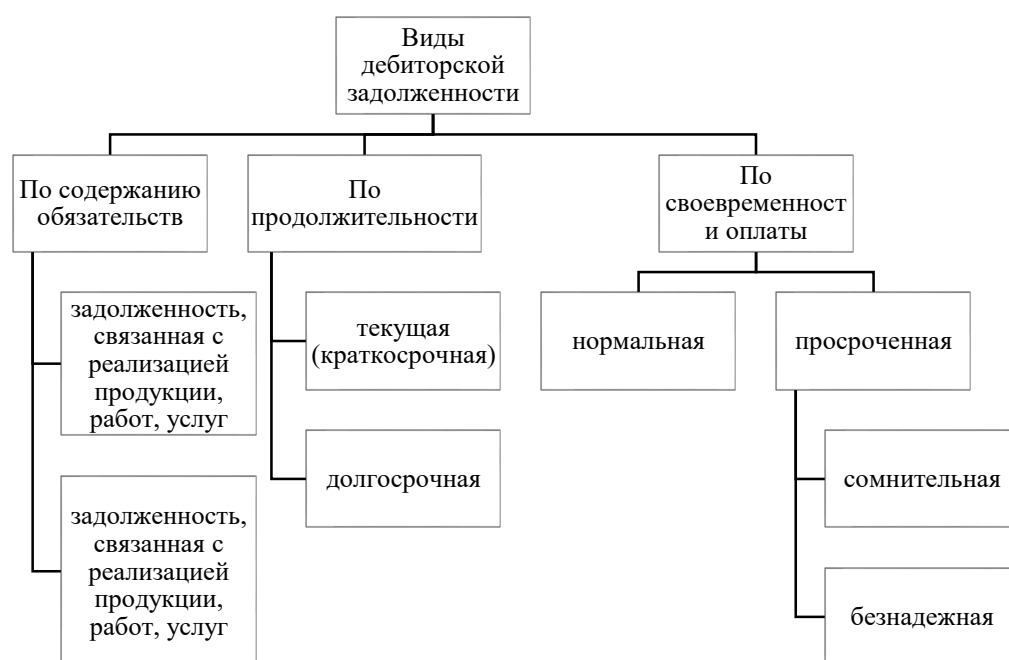 Виды
дебиторской
задолженности
По содержанию
обязательств
По
продолжительности
По
своевременност
и оплаты
задолженность,
связанная с
реализацией
продукции,
работ, услуг
задолженность,
связанная с
реализацией
продукции,
работ, услуг
текущая
(краткосрочная)
долгосрочная
нормальная
просроченная
сомнительная
безнадежная